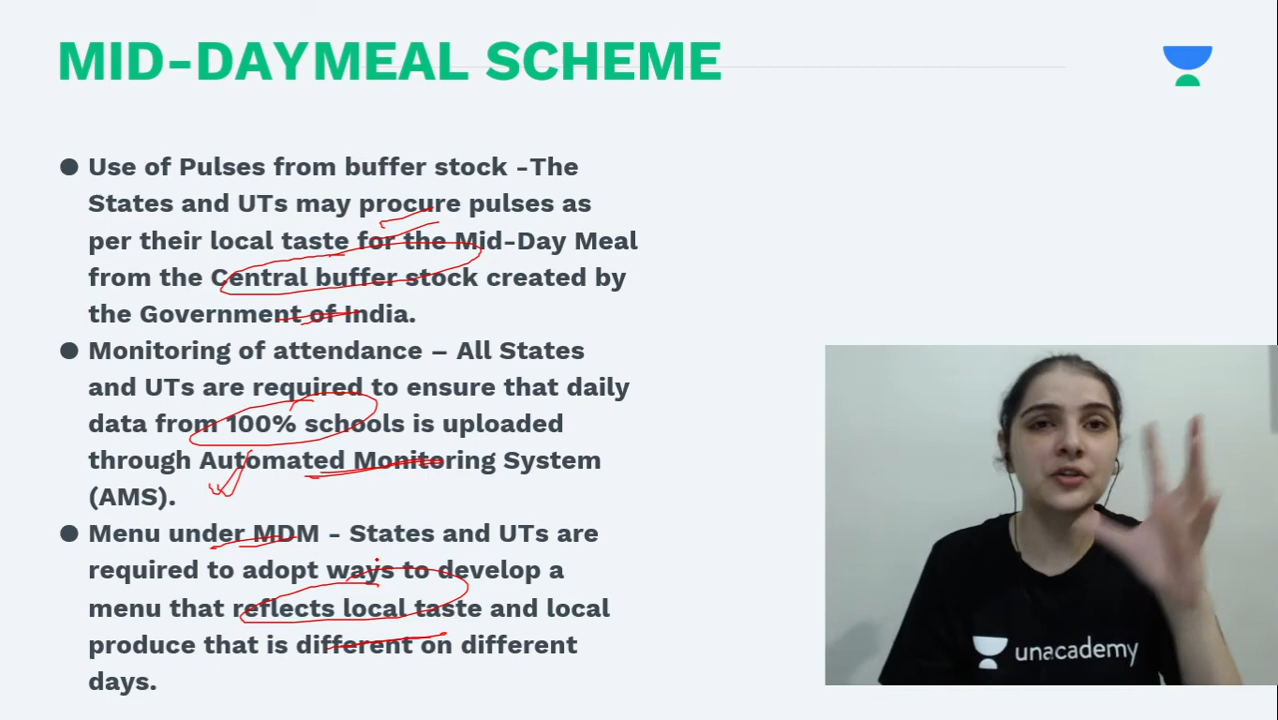 MID-DAYMEAL SCHEME
● Use of Pulses from buffer stock -The
States and UTs may procure pulses as
per their local taste for the Mid-Day Meal
from the Central buffer stock created by
the Government of India.
● Monitoring of attendance – All States
and UTs are required to ensure that daily
data from 100% schools is uploaded
through Automated Monitoring System
(AMS).
● Menu under MDM - States and UTs are
required to adopt ways to develop a
menu that reflects local taste and local
produce that is different on different
days.
unacademy